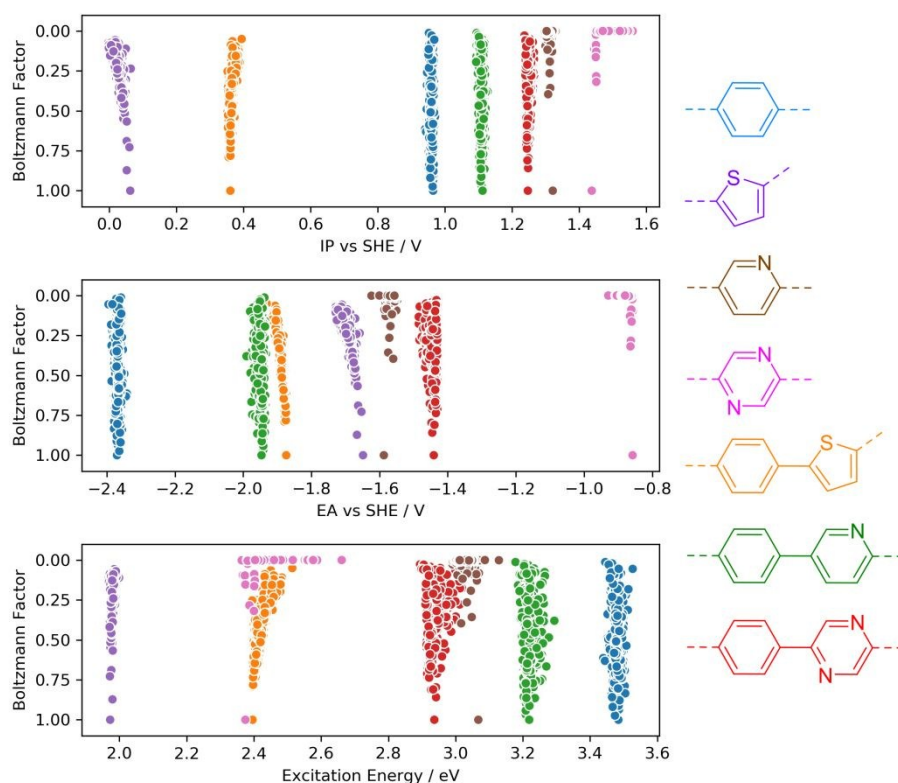 0.00
0.25
0.50
0.75
1.00
Boltzmann Factor
0.0 0.2 0.4 0.6 0.8 1.0 1.2 1.4 1.6
IP vs SHE / V
0.00
0.25
0.50
0.75
1.00
Boltzmann Factor
−2.4 −2.2 −2.0 −1.8 −1.6 −1.4 −1.2 −1.0 −0.8
EA vs SHE / V
0.00
0.25
0.50
0.75
1.00
Boltzmann Factor
2.0 2.2 2.4 2.6 2.8 3.0 3.2 3.4 3.6
Excitation Energy / eV
S
N
N
N
S
N
N
N